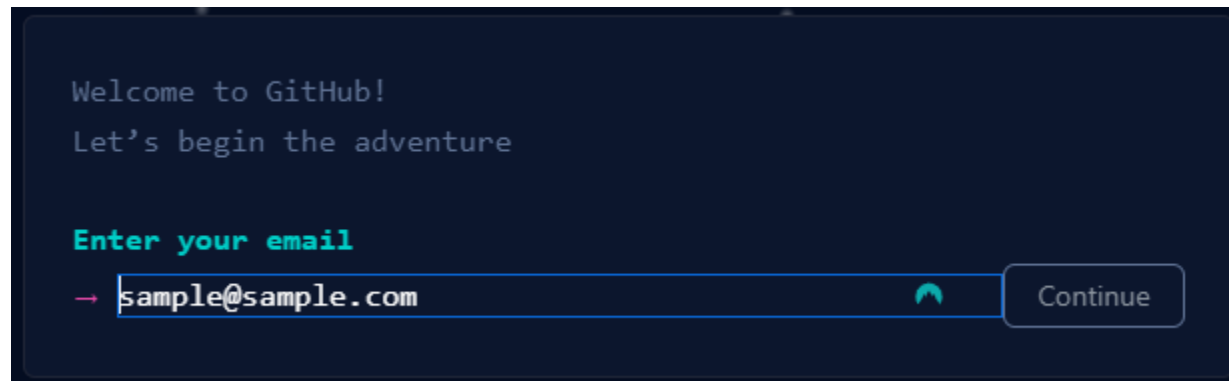 Welcome to GitHub!
Let’s begin the adventure
Enter your email
→ sample@sample.com Continue